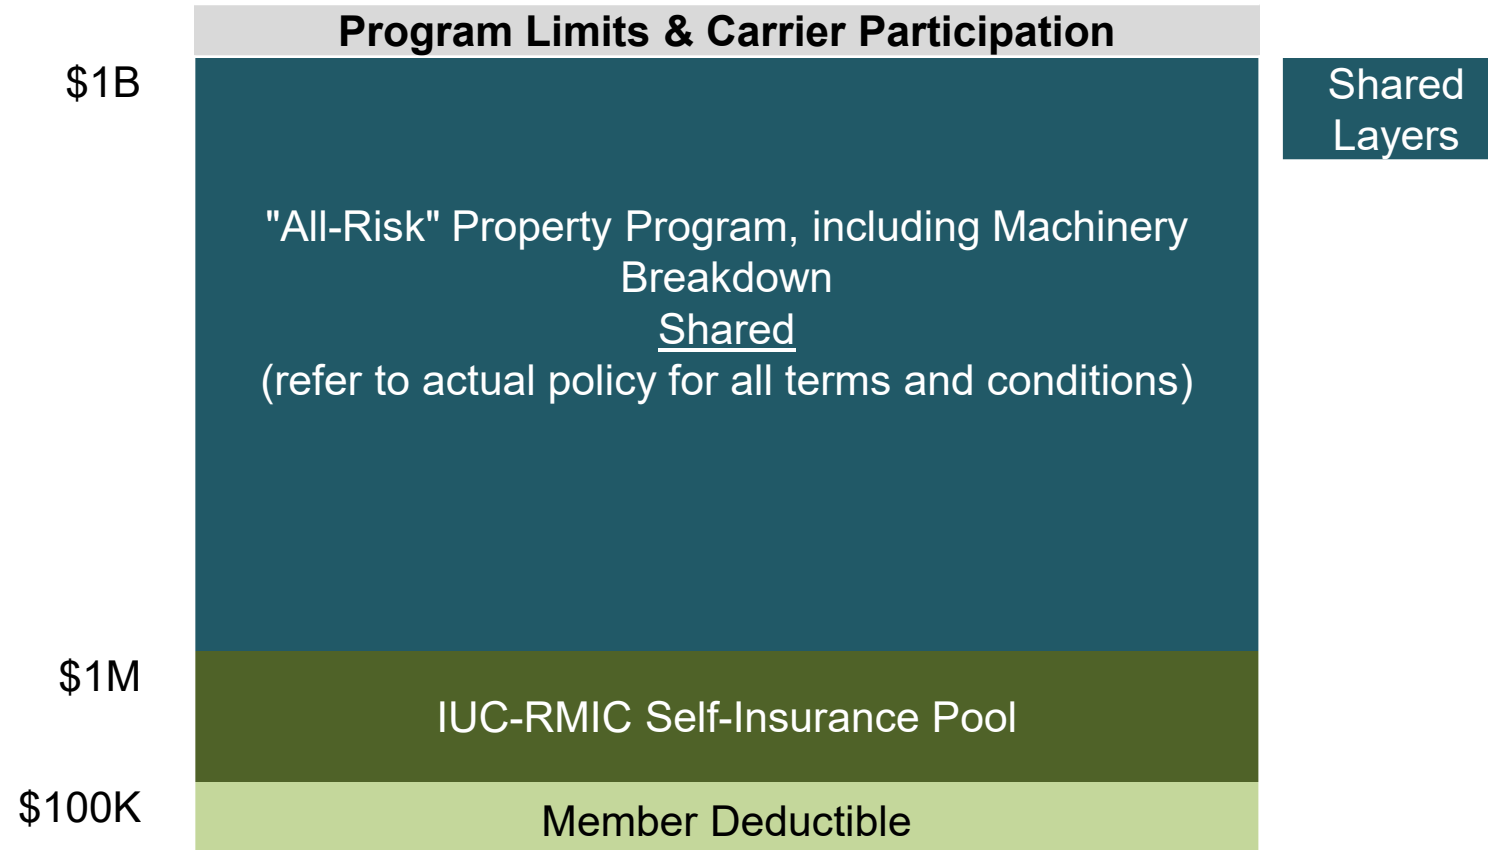 Program Limits & Carrier Participation
$1B
Shared
Layers
"All-Risk" Property Program, including Machinery
Breakdown
Shared
(refer to actual policy for all terms and conditions)
$1M
IUC-RMIC Self-Insurance Pool
$100K
Member Deductible